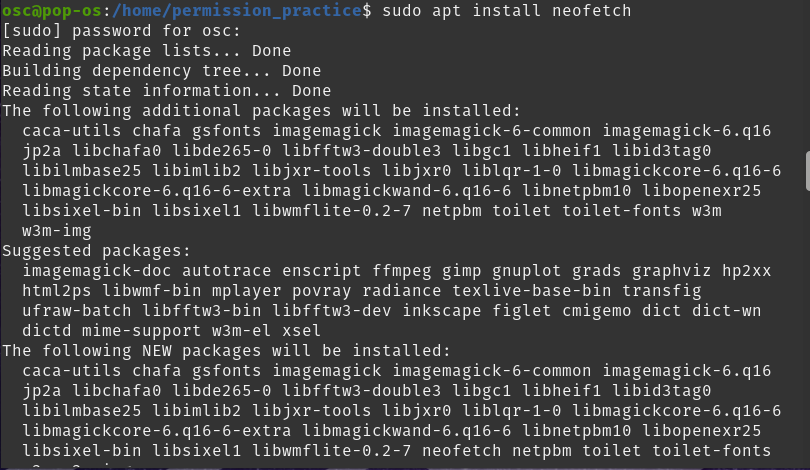 osc@pop-os:/home/permission_practice$ sudo apt install neofetch
[sudo] password for osc:
Reading package lists... Done
Building dependency tree... Done
Reading state information... Done
The following additional packages will be installed:
  caca-utils chafa gsfonts imagemagick imagemagick-6-common imagemagick-6.q16
  jp2a libchafa0 libde265-0 libfftw3-double3 libgc1 libheif1 libid3tag0
  libilmbase25 libimlib2 libjxr-tools libjxr0 liblqr-1-0 libmagickcore-6.q16-6
  libmagickcore-6.q16-6-extra libmagickwand-6.q16-6 libnetpbm10 libopenexr25
  libsixel-bin libsixel1 libwmflite-0.2-7 netpbm toilet toilet-fonts w3m
  w3m-img
Suggested packages:
  imagemagick-doc autotrace enscript ffmpeg gimp gnuplot grads graphviz hp2xx
  html2ps libwmf-bin mplayer povray radiance texlive-base-bin transfig
  ufraw-batch libfftw3-bin libfftw3-dev inkscape figlet cmigemo dict dict-wn
  dictd mime-support w3m-el xsel
The following NEW packages will be installed:
  caca-utils chafa gsfonts imagemagick imagemagick-6-common imagemagick-6.q16
  jp2a libchafa0 libde265-0 libfftw3-double3 libgc1 libheif1 libid3tag0
  libilmbase25 libimlib2 libjxr-tools libjxr0 liblqr-1-0 libmagickcore-6.q16-6
  libmagickcore-6.q16-6-extra libmagickwand-6.q16-6 libnetpbm10 libopenexr25
  libsixel-bin libsixel1 libwmflite-0.2-7 neofetch netpbm toilet toilet-fonts